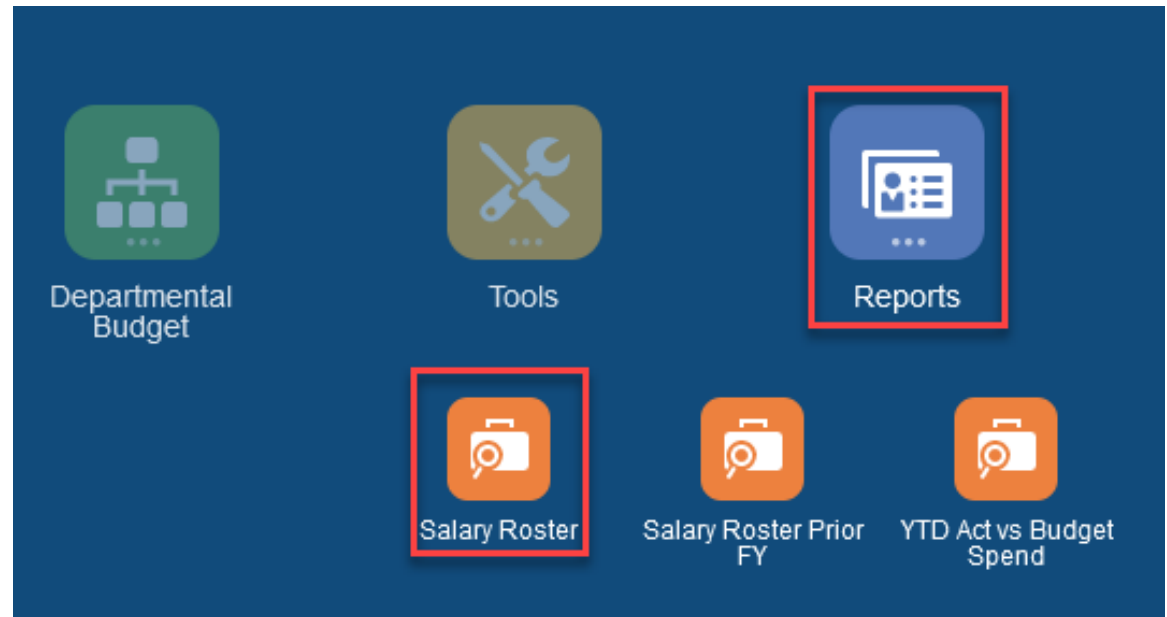 Departmental
Budget
Tools
Reports
Salary Roster
Salary Roster Prior
FY
YTD Act vs Budget
Spend